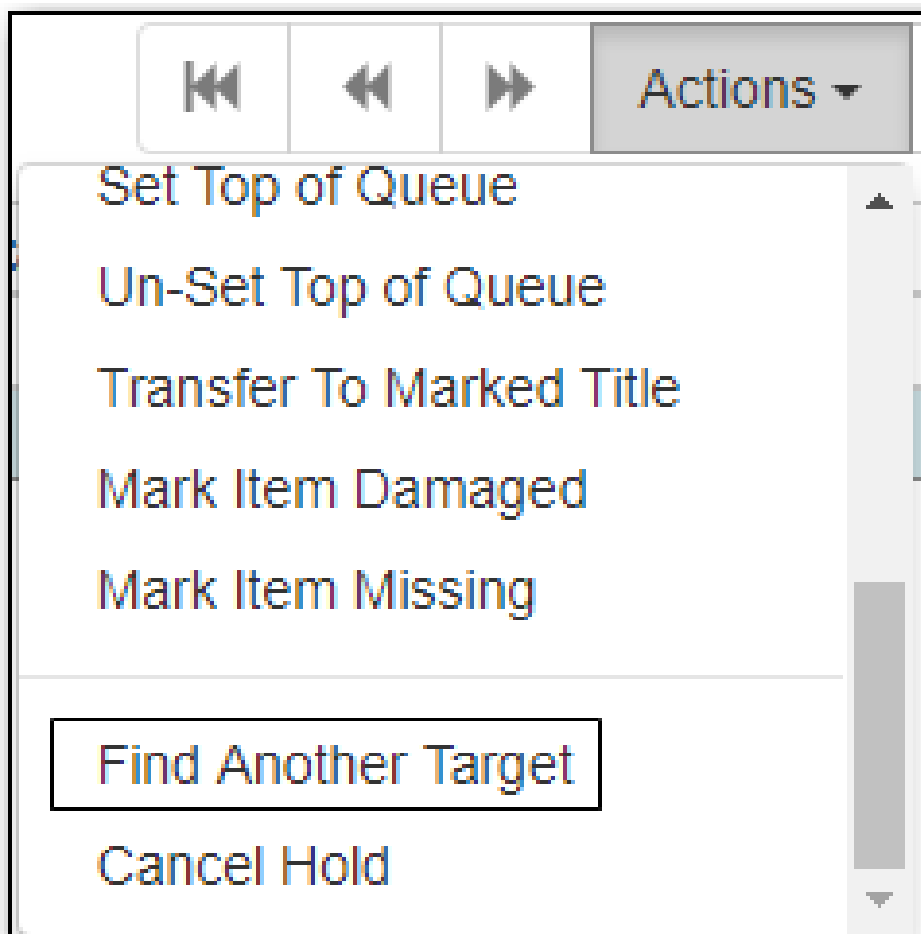 Actions
Set Top of Queue
Un-Set Top of Queue
Transfer To Marked Title
Mark Item Damaged
Mark Item Missing
Find Another Target
Cancel Hold